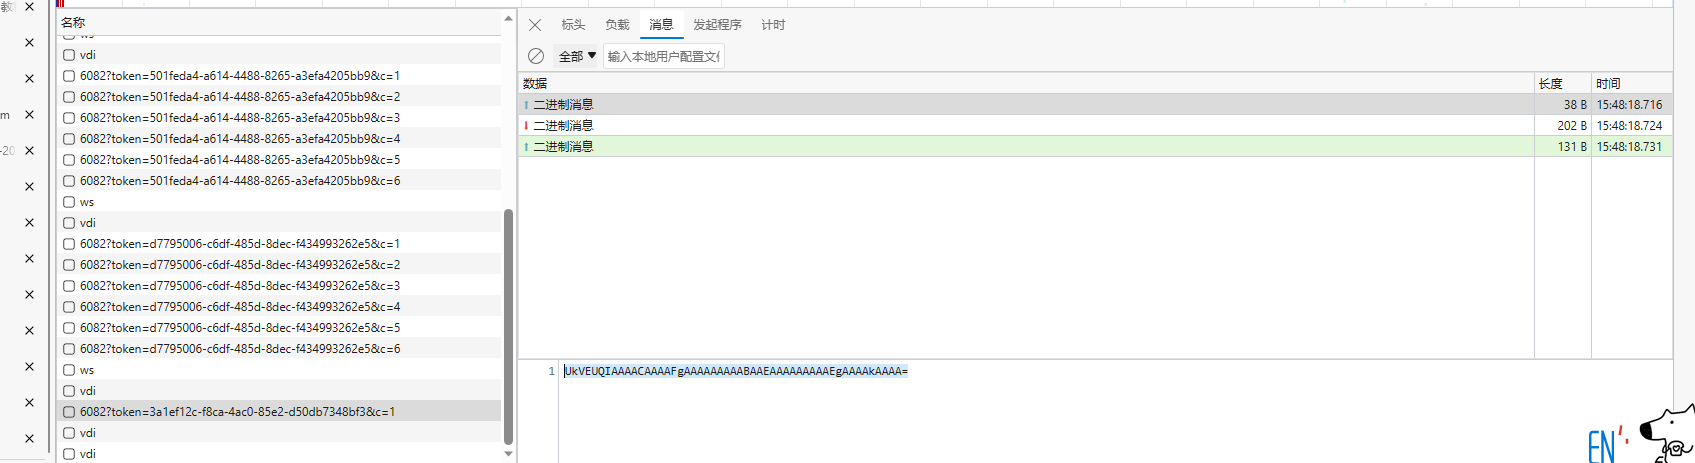 教
m
-20
名称
ws
vdi
6082?token=501feda4-a614-4488-8265-a3efa4205bb9&c=1
6082?token=501feda4-a614-4488-8265-a3efa4205bb9&c=2
6082?token=501feda4-a614-4488-8265-a3efa4205bb9&c=3
6082?token=501feda4-a614-4488-8265-a3efa4205bb9&c=4
6082?token=501feda4-a614-4488-8265-a3efa4205bb9&c=5
6082?token=501feda4-a614-4488-8265-a3efa4205bb9&c=6
ws
vdi
6082?token=d7795006-c6df-485d-8dec-f434993262e5&c=1
6082?token=d7795006-c6df-485d-8dec-f434993262e5&c=2
6082?token=d7795006-c6df-485d-8dec-f434993262e5&c=3
6082?token=d7795006-c6df-485d-8dec-f434993262e5&c=4
6082?token=d7795006-c6df-485d-8dec-f434993262e5&c=5
6082?token=d7795006-c6df-485d-8dec-f434993262e5&c=6
ws
vdi
6082?token=3a1ef12c-f8ca-4ac0-85e2-d50db7348bf3&c=1
vdi
vdi
标头 负载 消息 发起程序 计时
全部 输入本地用户配置文件
数据 长度 时间
二进制消息 38 B 15:48:18.716
二进制消息 202 B 15:48:18.724
二进制消息 131 B 15:48:18.731
1 UkVEUQIAAAACAAAAFgAAAAAAAAABAAEAAAAAAAAAEgAAAAkAAAA=
EN